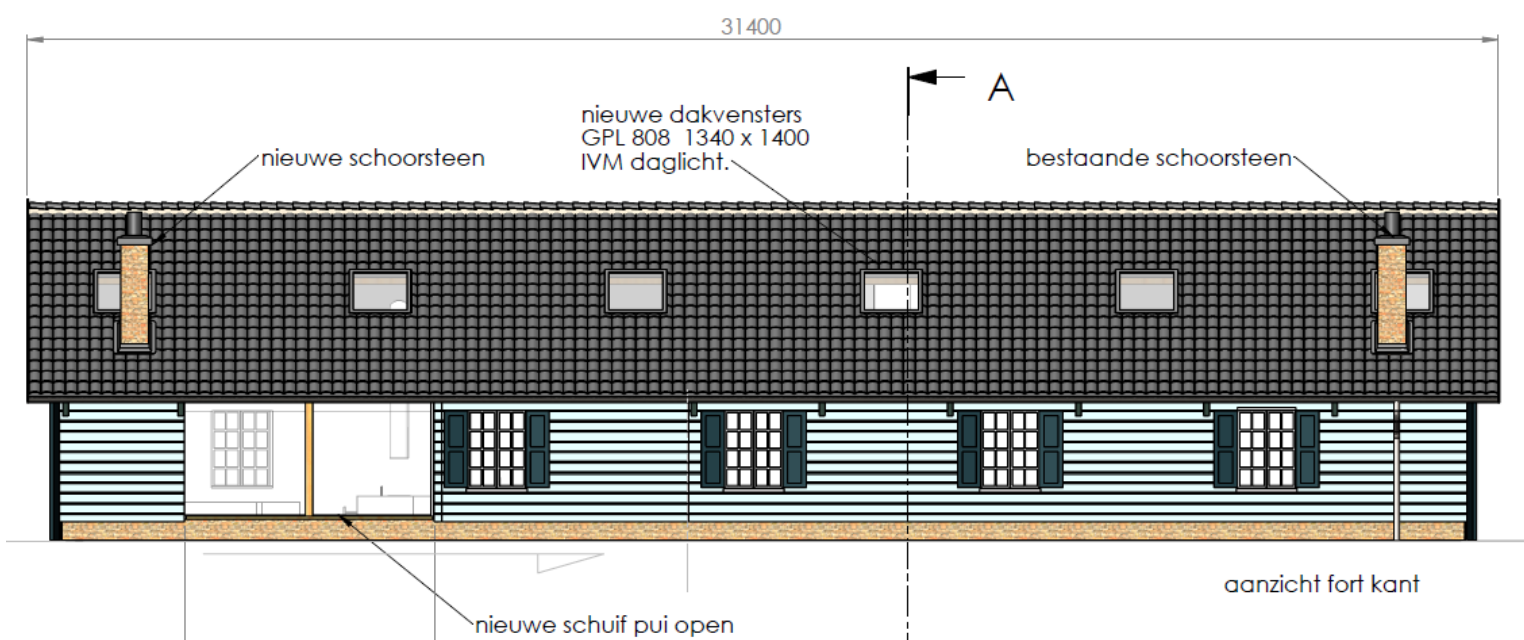 31400
A
nieuwe dakvensters
GPL 808 1340 x 1400
IVM daglicht.
nieuwe schoorsteen
bestaande schoorsteen
aanzicht fort kant
nieuwe schuif pui open